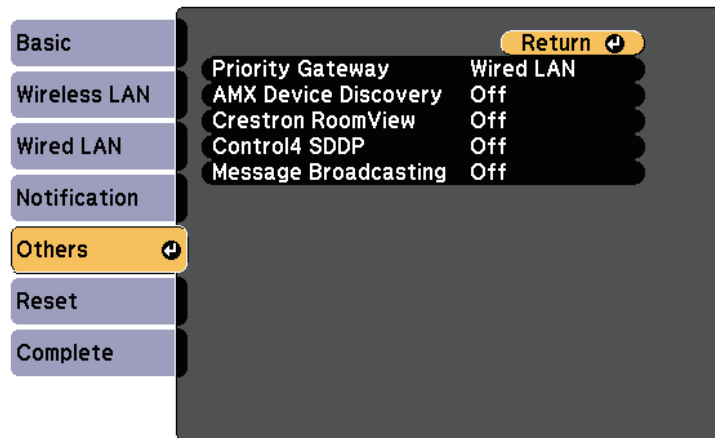 Basic
Wireless LAN
Wired LAN
Notification
Others
Reset
Complete
Return
Priority Gateway Wired LAN
AMX Device Discovery Off
Crestron RoomView Off
Control4 SDDP Off
Message Broadcasting Off